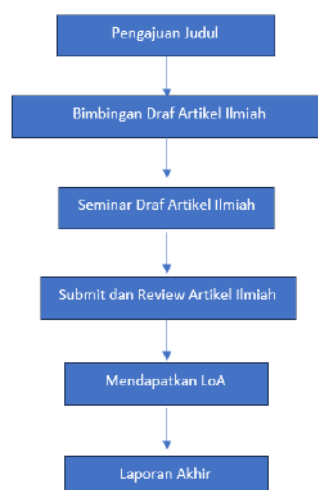 Pengajuan Judul
Bimbingan Draf Artikel Ilmiah
Seminar Draf Artikel Ilmiah
Submit dan Review Artikel Ilmiah
Mendapatkan LoA
Laporan Akhir